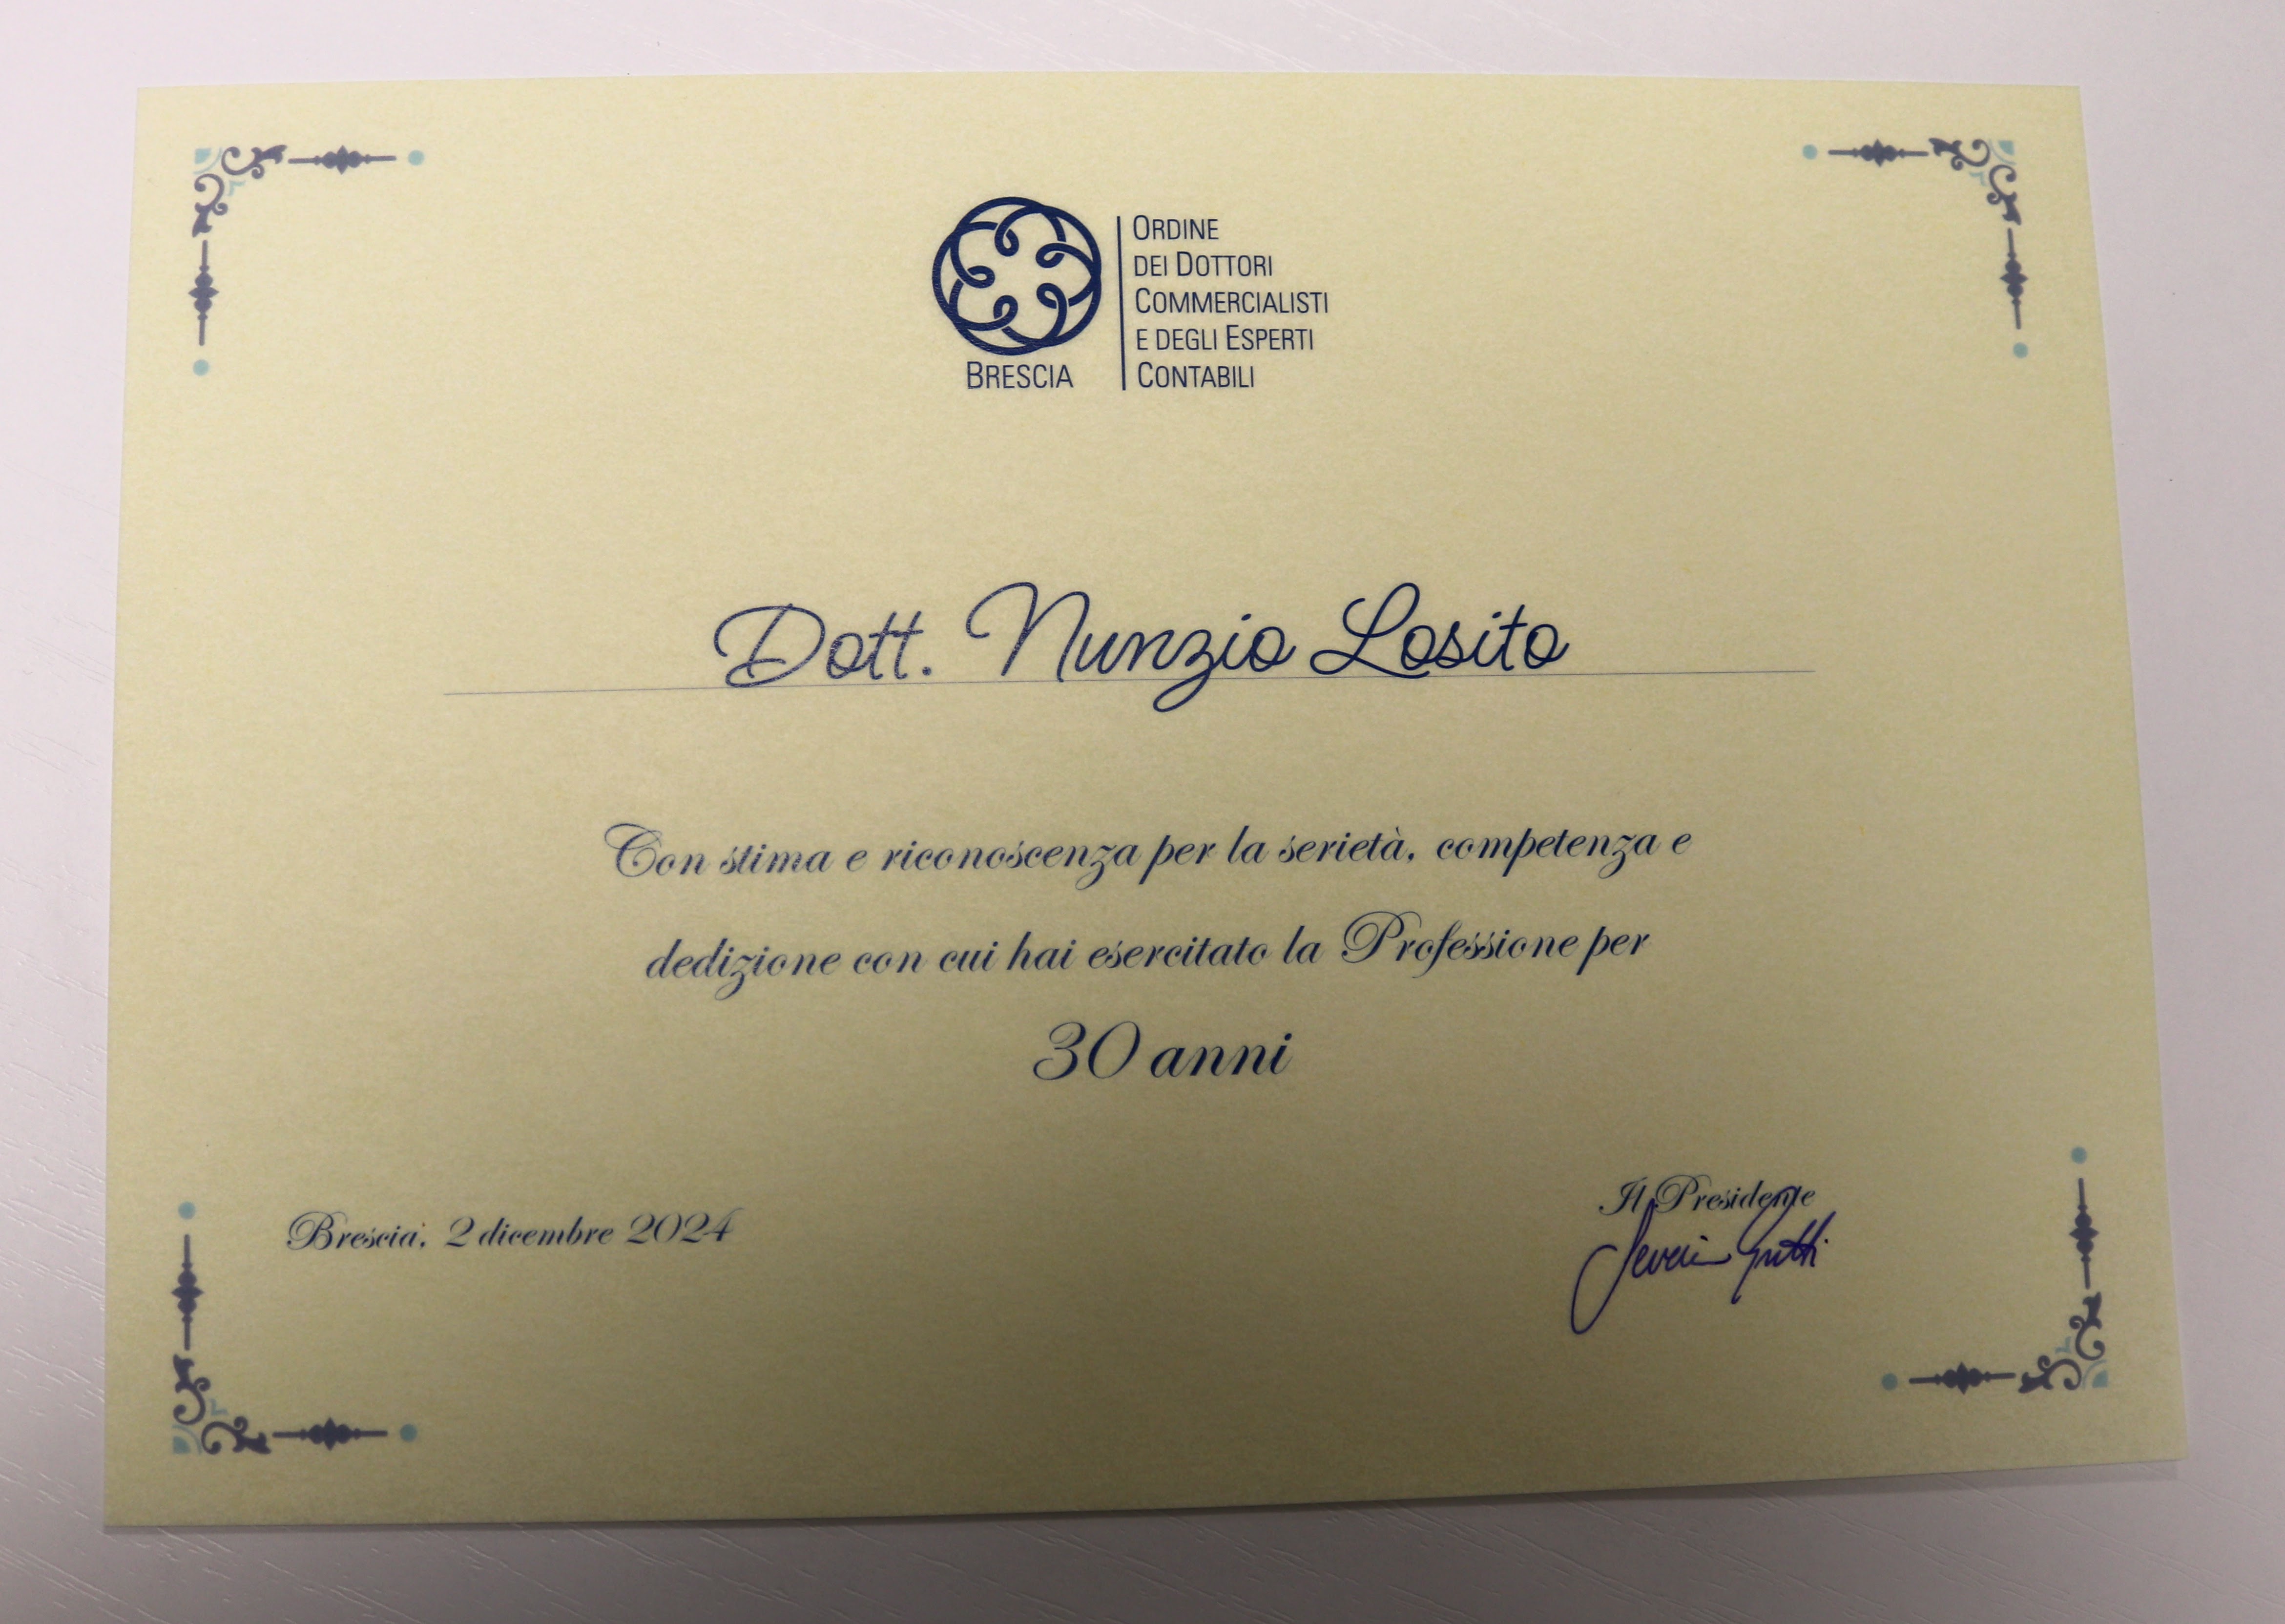 ORDINE
DEI DOTTORI
COMMERCIALISTI
E DEGLI ESPERTI
CONTABILI
BRESCIA
Dott. Nunzio Losito
Con stima e riconoscenza per la serietà, competenza e
dedizione con cui hai esercitato la Professione per
30 anni
Brescia, 2 dicembre 2024
Il Presidente